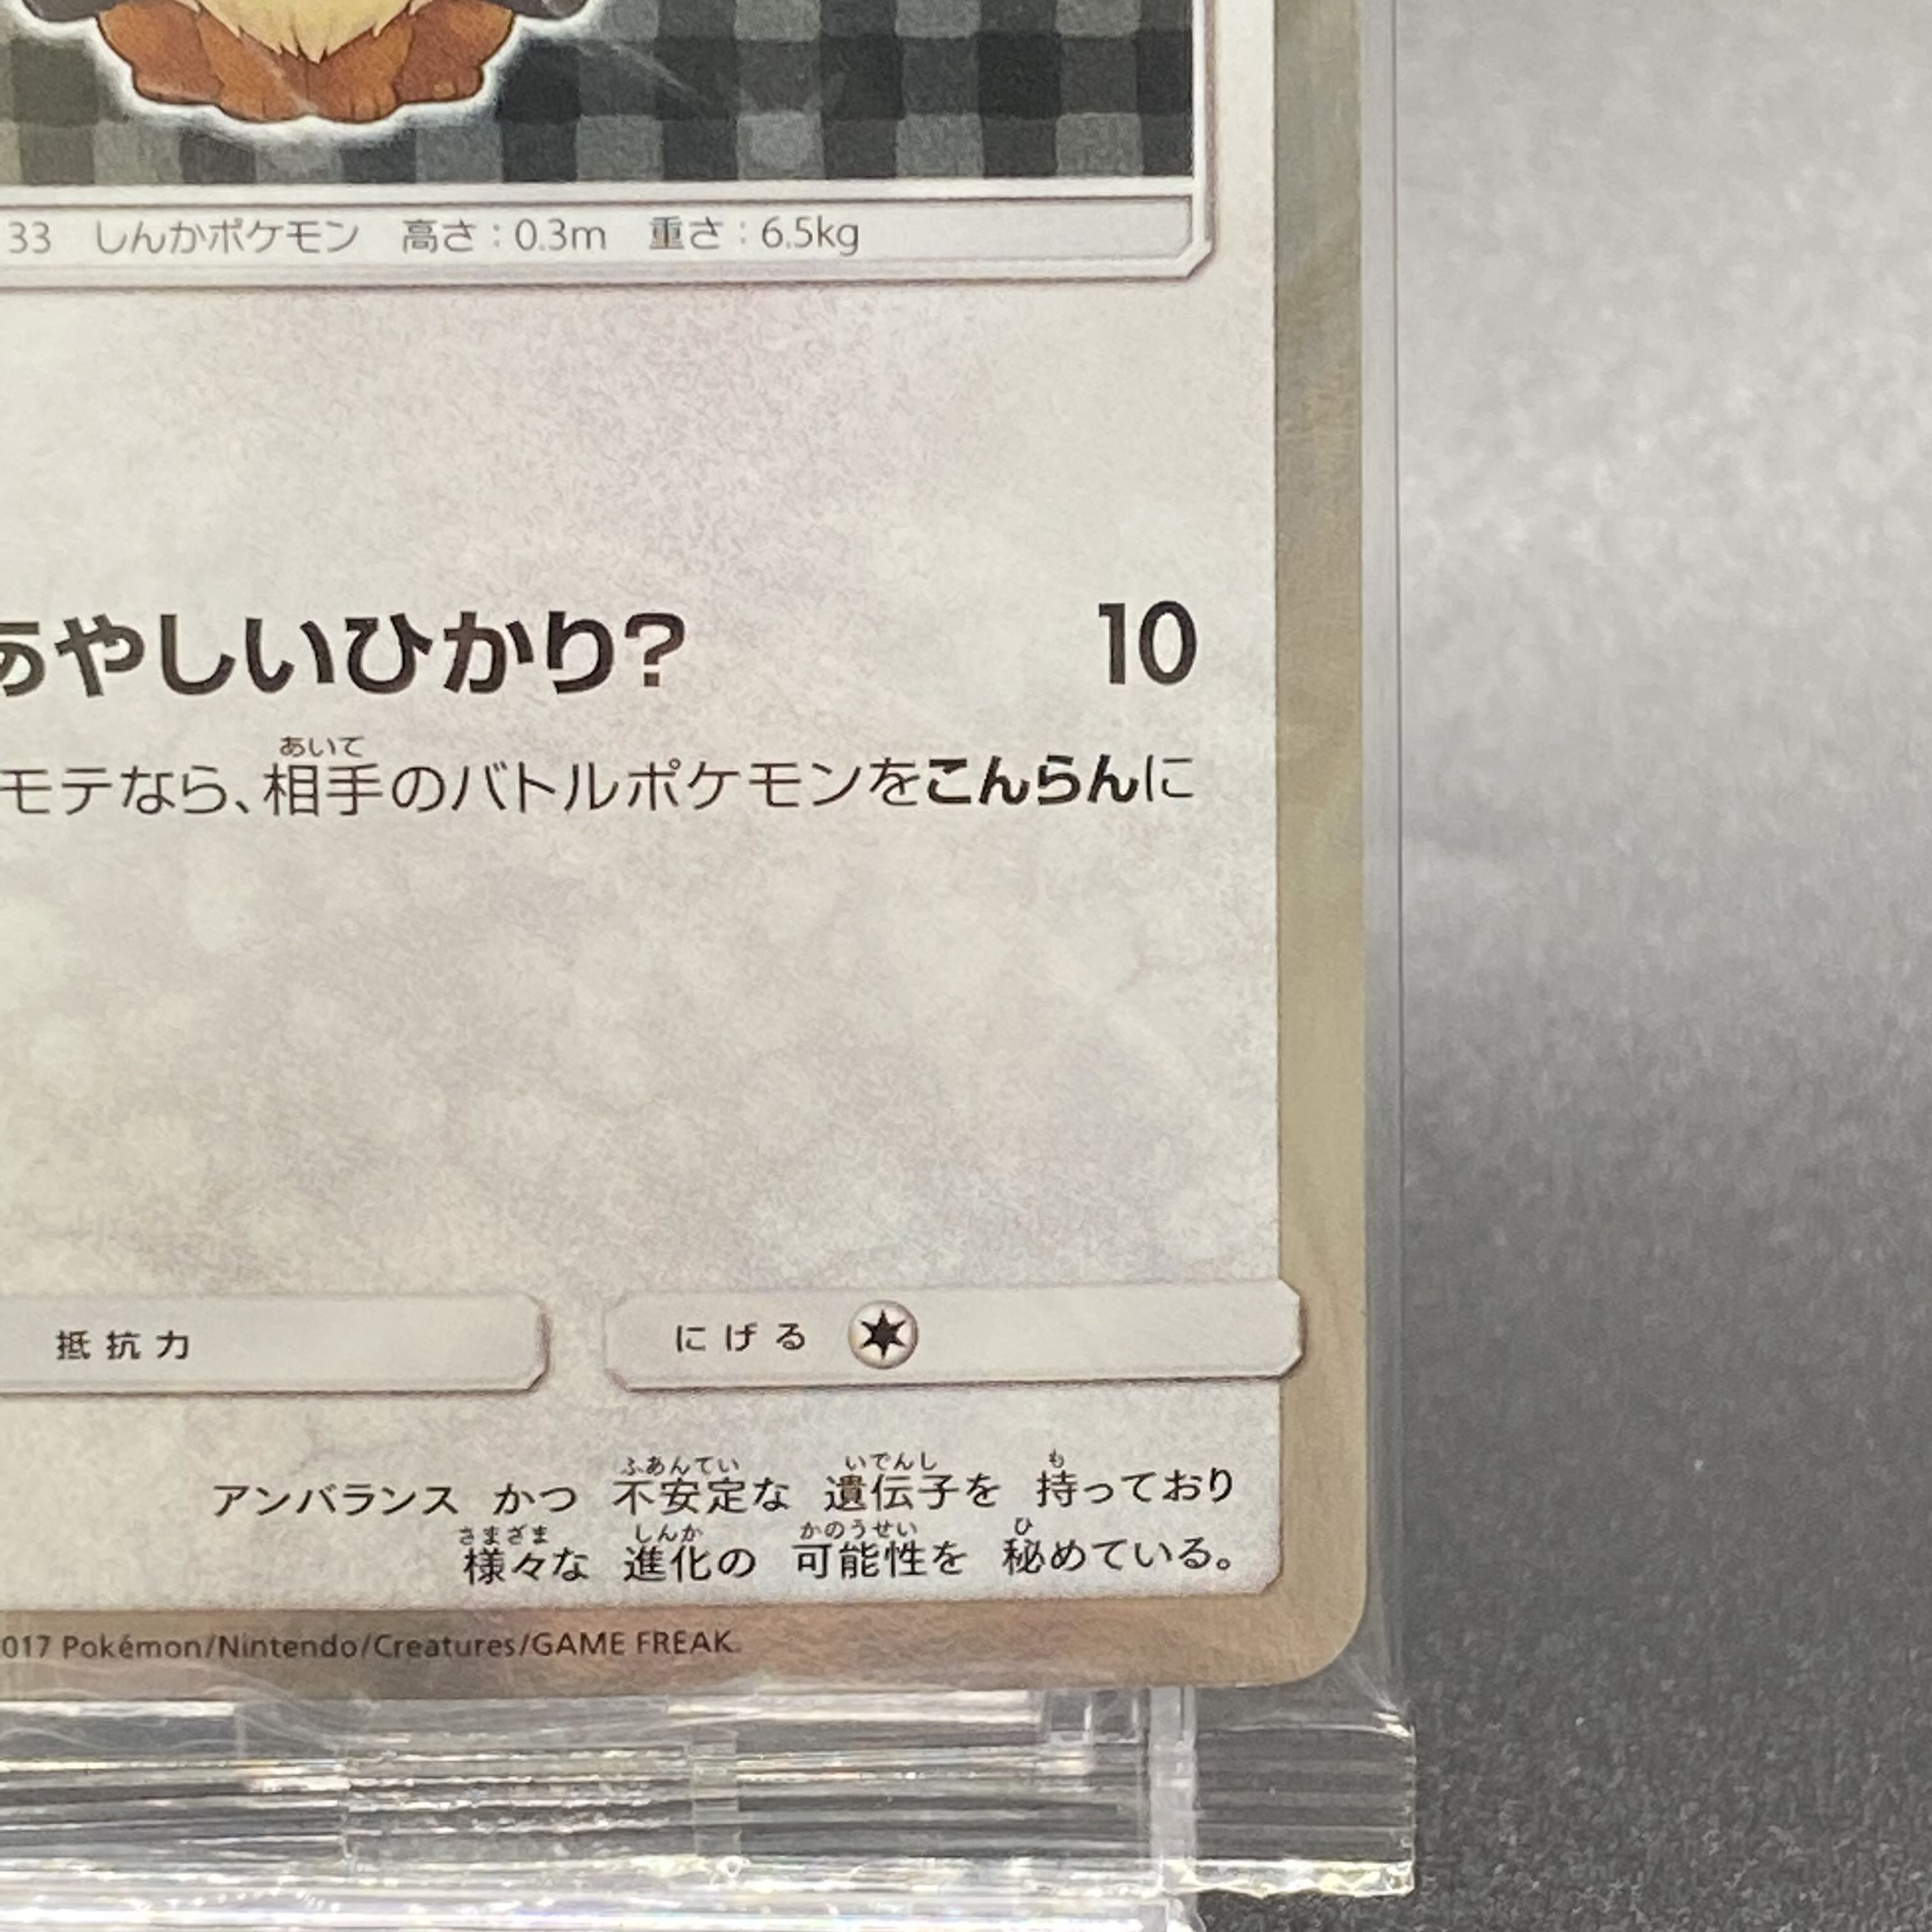 33 しんかポケモン 高さ：0.3m 重さ：6.5kg
あやしいひかり? 10
あいて
モテなら、相手のバトルポケモンをこんらんに
抵抗力 にげる
ふあんてい いでんし も
アンバランス かつ 不安定な 遺伝子を 持っており
さまざま しんか かのうせい ひ
様々な 進化の 可能性を 秘めている。
017 Pokémon/Nintendo/Creatures/GAME FREAK.